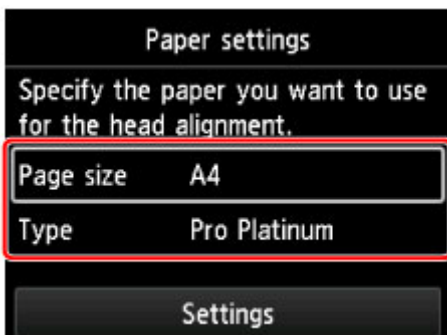 Paper settings
Specify the paper you want to use
for the head alignment.
Page size A4
Type Pro Platinum
Settings